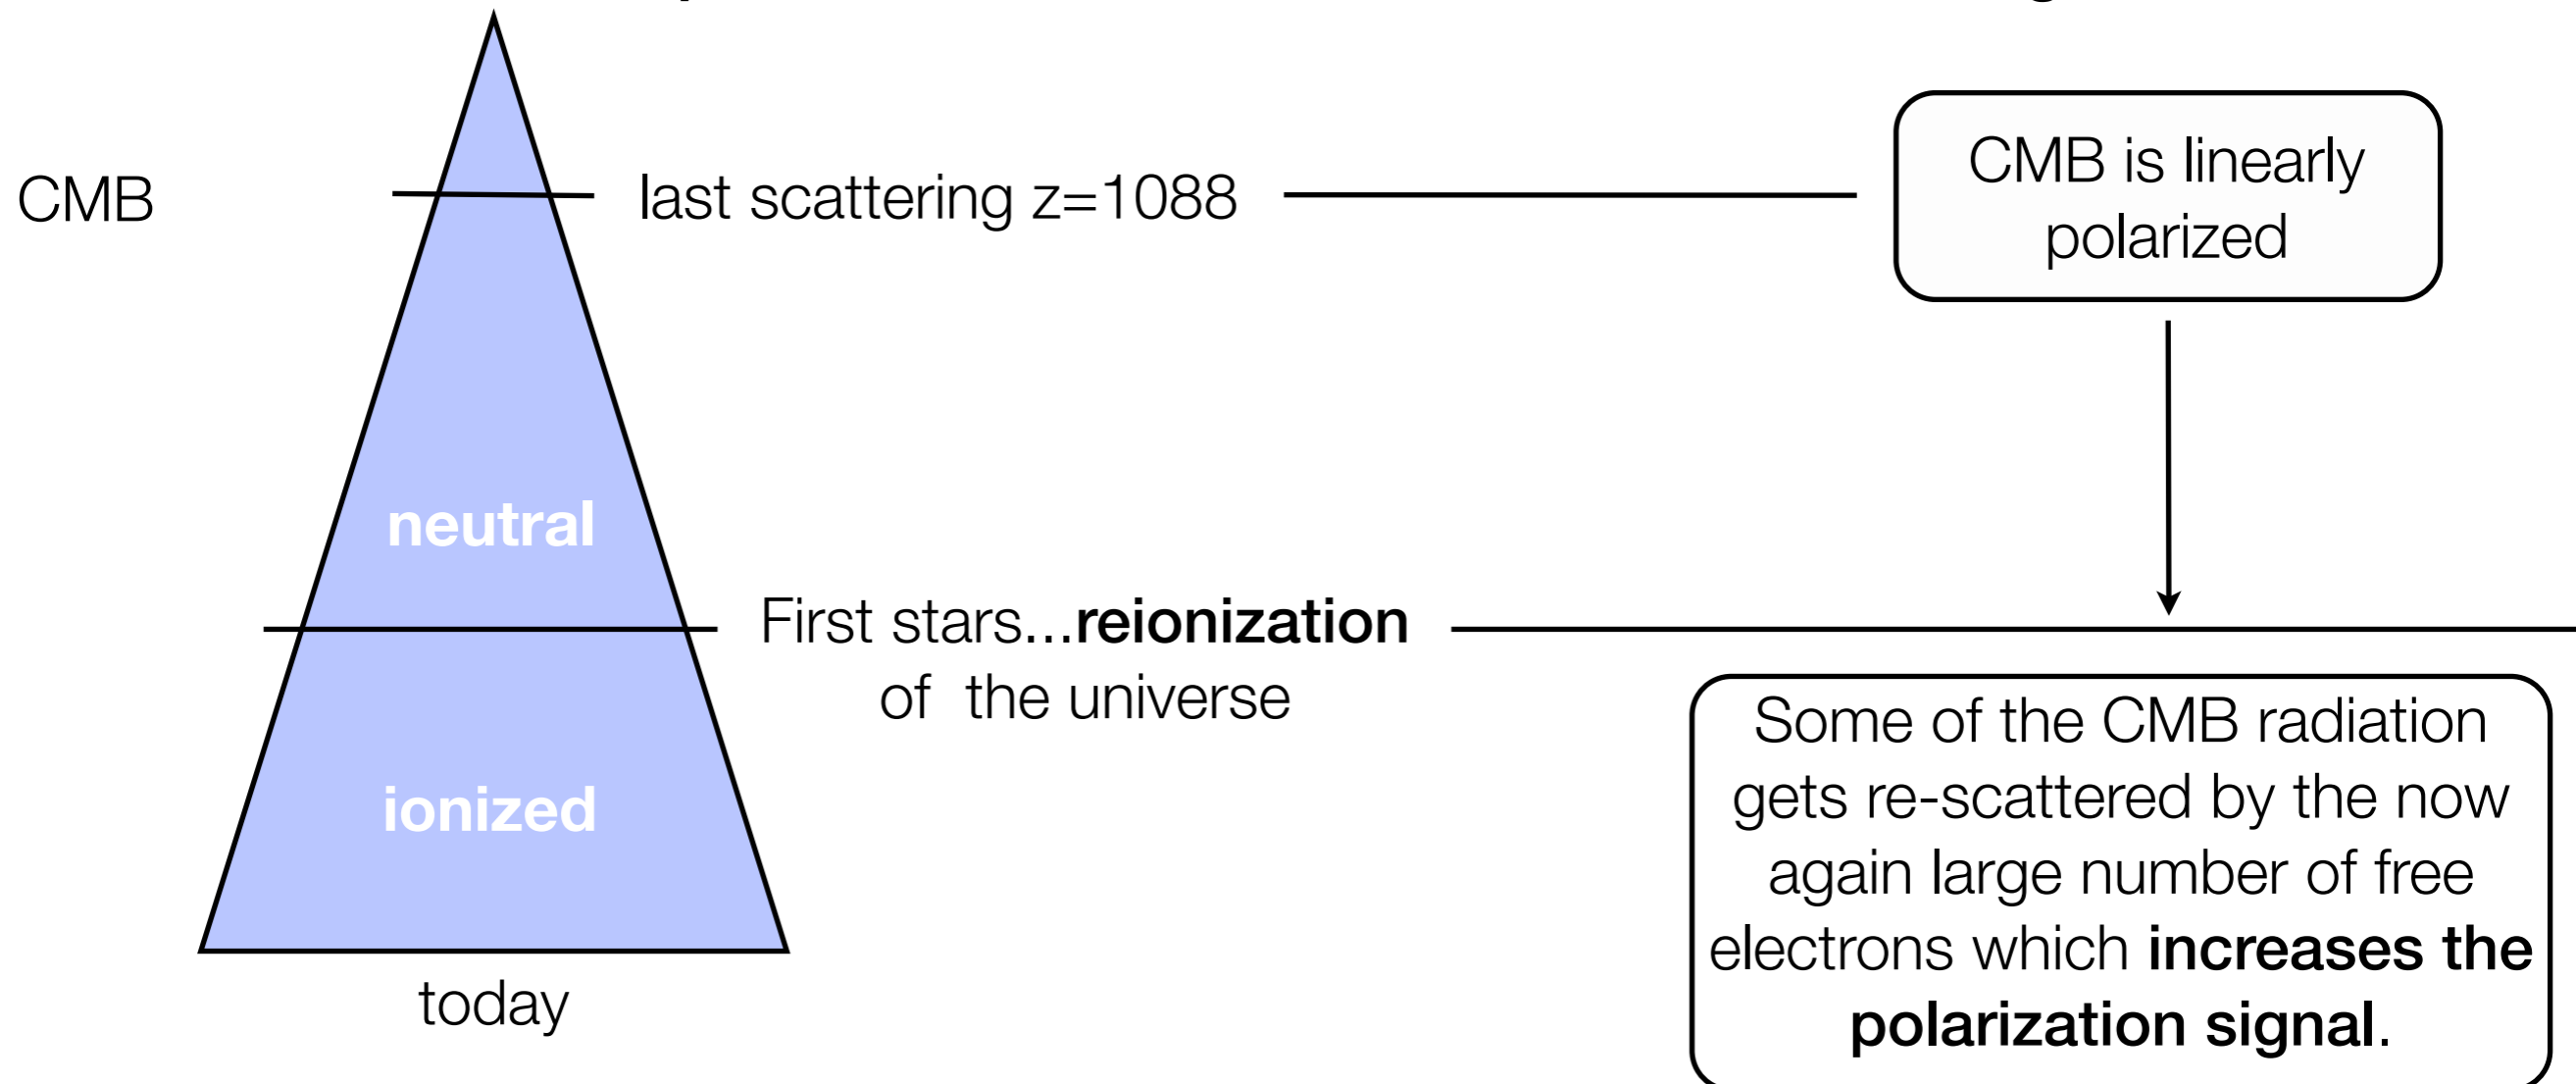 CMB
last scattering z=1088
CMB is linearly
polarized
neutral
First stars...reionization
of the universe
ionized
today
Some of the CMB radiation
gets re-scattered by the now
again large number of free
electrons which increases the
polarization signal.